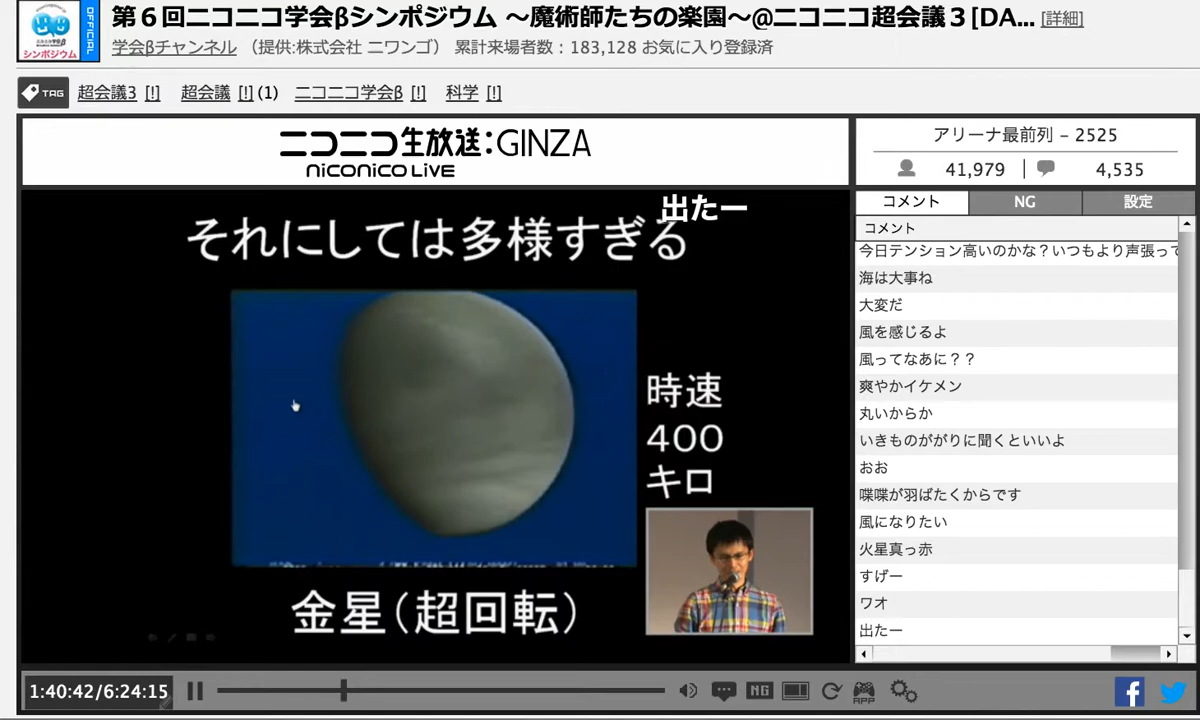 第6回ニコニコ学会βシンポジウム ～魔術師たちの楽園～@ニコニコ超会議3[DA... [詳細]
OFFICIAL
シンポジウム
学会βチャンネル （提供:株式会社 ニワンゴ） 累計来場者数：183,128 お気に入り登録済
TAG 超会議3 [!] 超会議 [!](1) ニコニコ学会β [!] 科学 [!]
ニコニコ生放送:GINZA
niconico LiVE
アリーナ最前列 – 2525
41,979 | 4,535
コメント NG 設定
コメント
今日テンション高いのかな？いつもより声張って
海は大事ね
大変だ
風を感じるよ
風ってなあに？？
爽やかイケメン
丸いからか
いきものががりに聞くといいよ
おお
喋喋が羽ばたくからです
風になりたい
火星真っ赤
すげー
ワオ
出たー
出たー
それにしては多様すぎる
時速
400
キロ
金星（超回転）
1:40:42/6:24:15
NG
APP